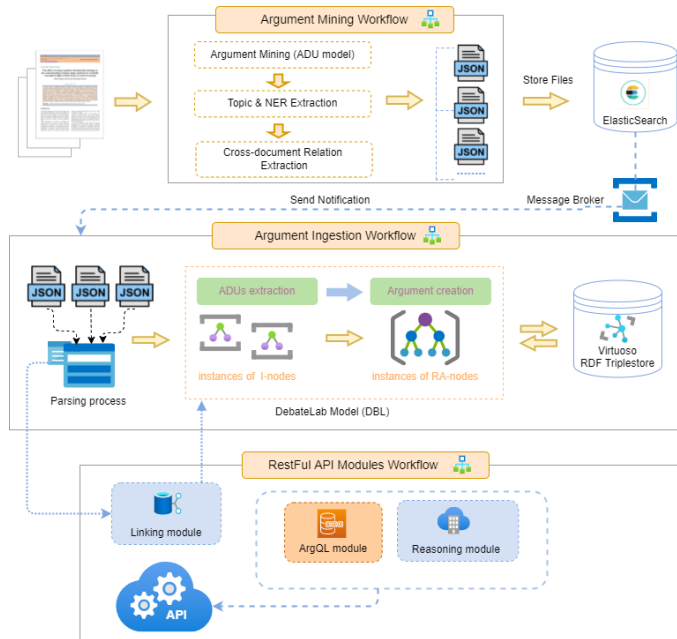 Argument Mining Workflow
Argument Mining (ADU model)
Topic & NER Extraction
Cross-document Relation
Extraction
JSON
JSON
JSON
Store Files
ElasticSearch
Send Notification
Message Broker
Argument Ingestion Workflow
JSON
JSON
JSON
Parsing process
ADUs extraction
Argument creation
instances of I-nodes
instances of RA-nodes
DebateLab Model (DBL)
Virtuoso
RDF Triplestore
RestFul API Modules Workflow
Linking module
ArgQL module
Reasoning module
API